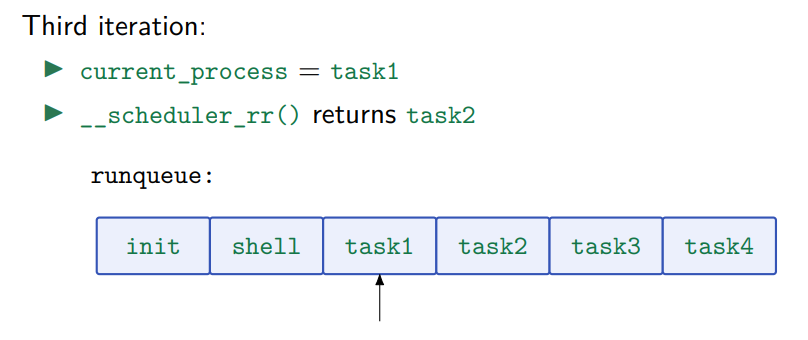 Third iteration:
▶ current_process = task1
▶ __scheduler_rr() returns task2
runqueue:
init shell task1 task2 task3 task4